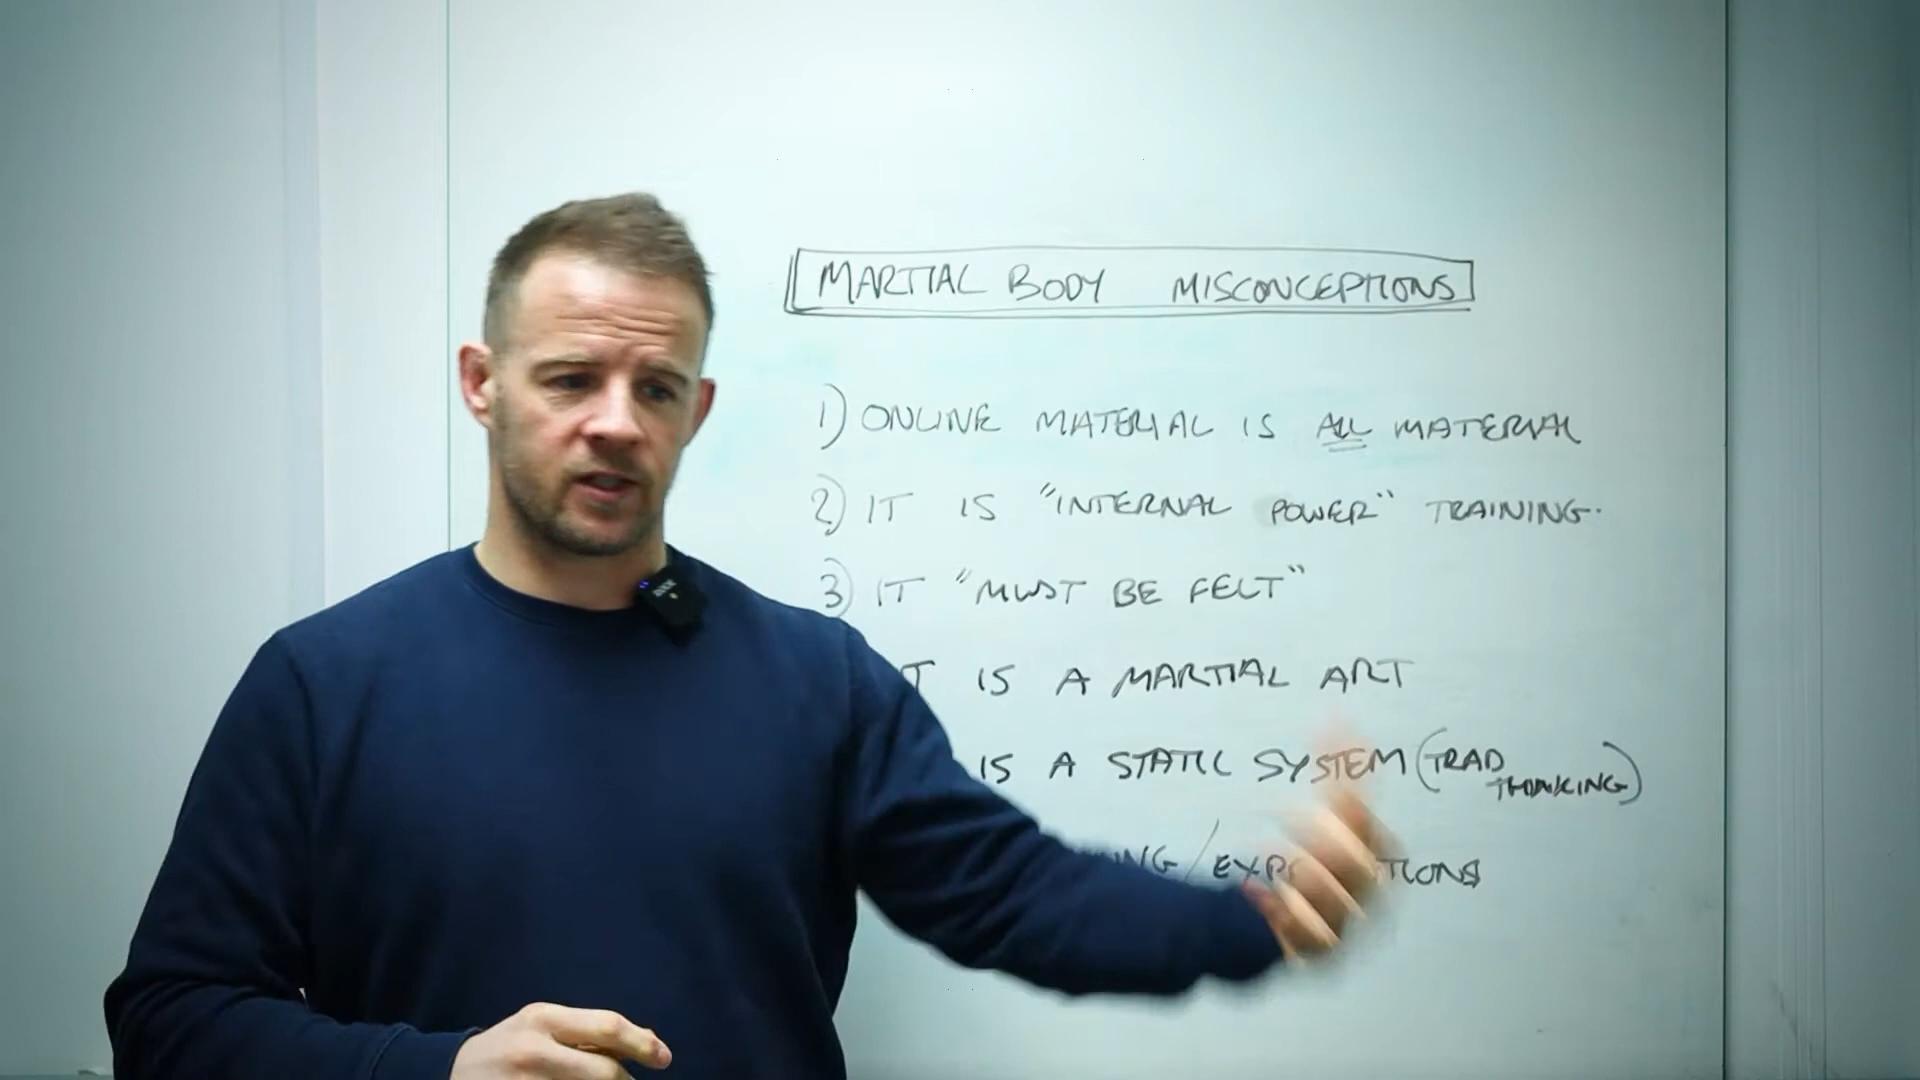 MARTIAL BODY MISCONCEPTIONS
1) ONLINE MATERIAL IS ALL MATERIAL
2) IT IS "INTERNAL POWER" TRAINING.
3) IT "MUST BE FELT"
IS A MARTIAL ART
IS A STATIC SYSTEM (TRAD
THINKING)